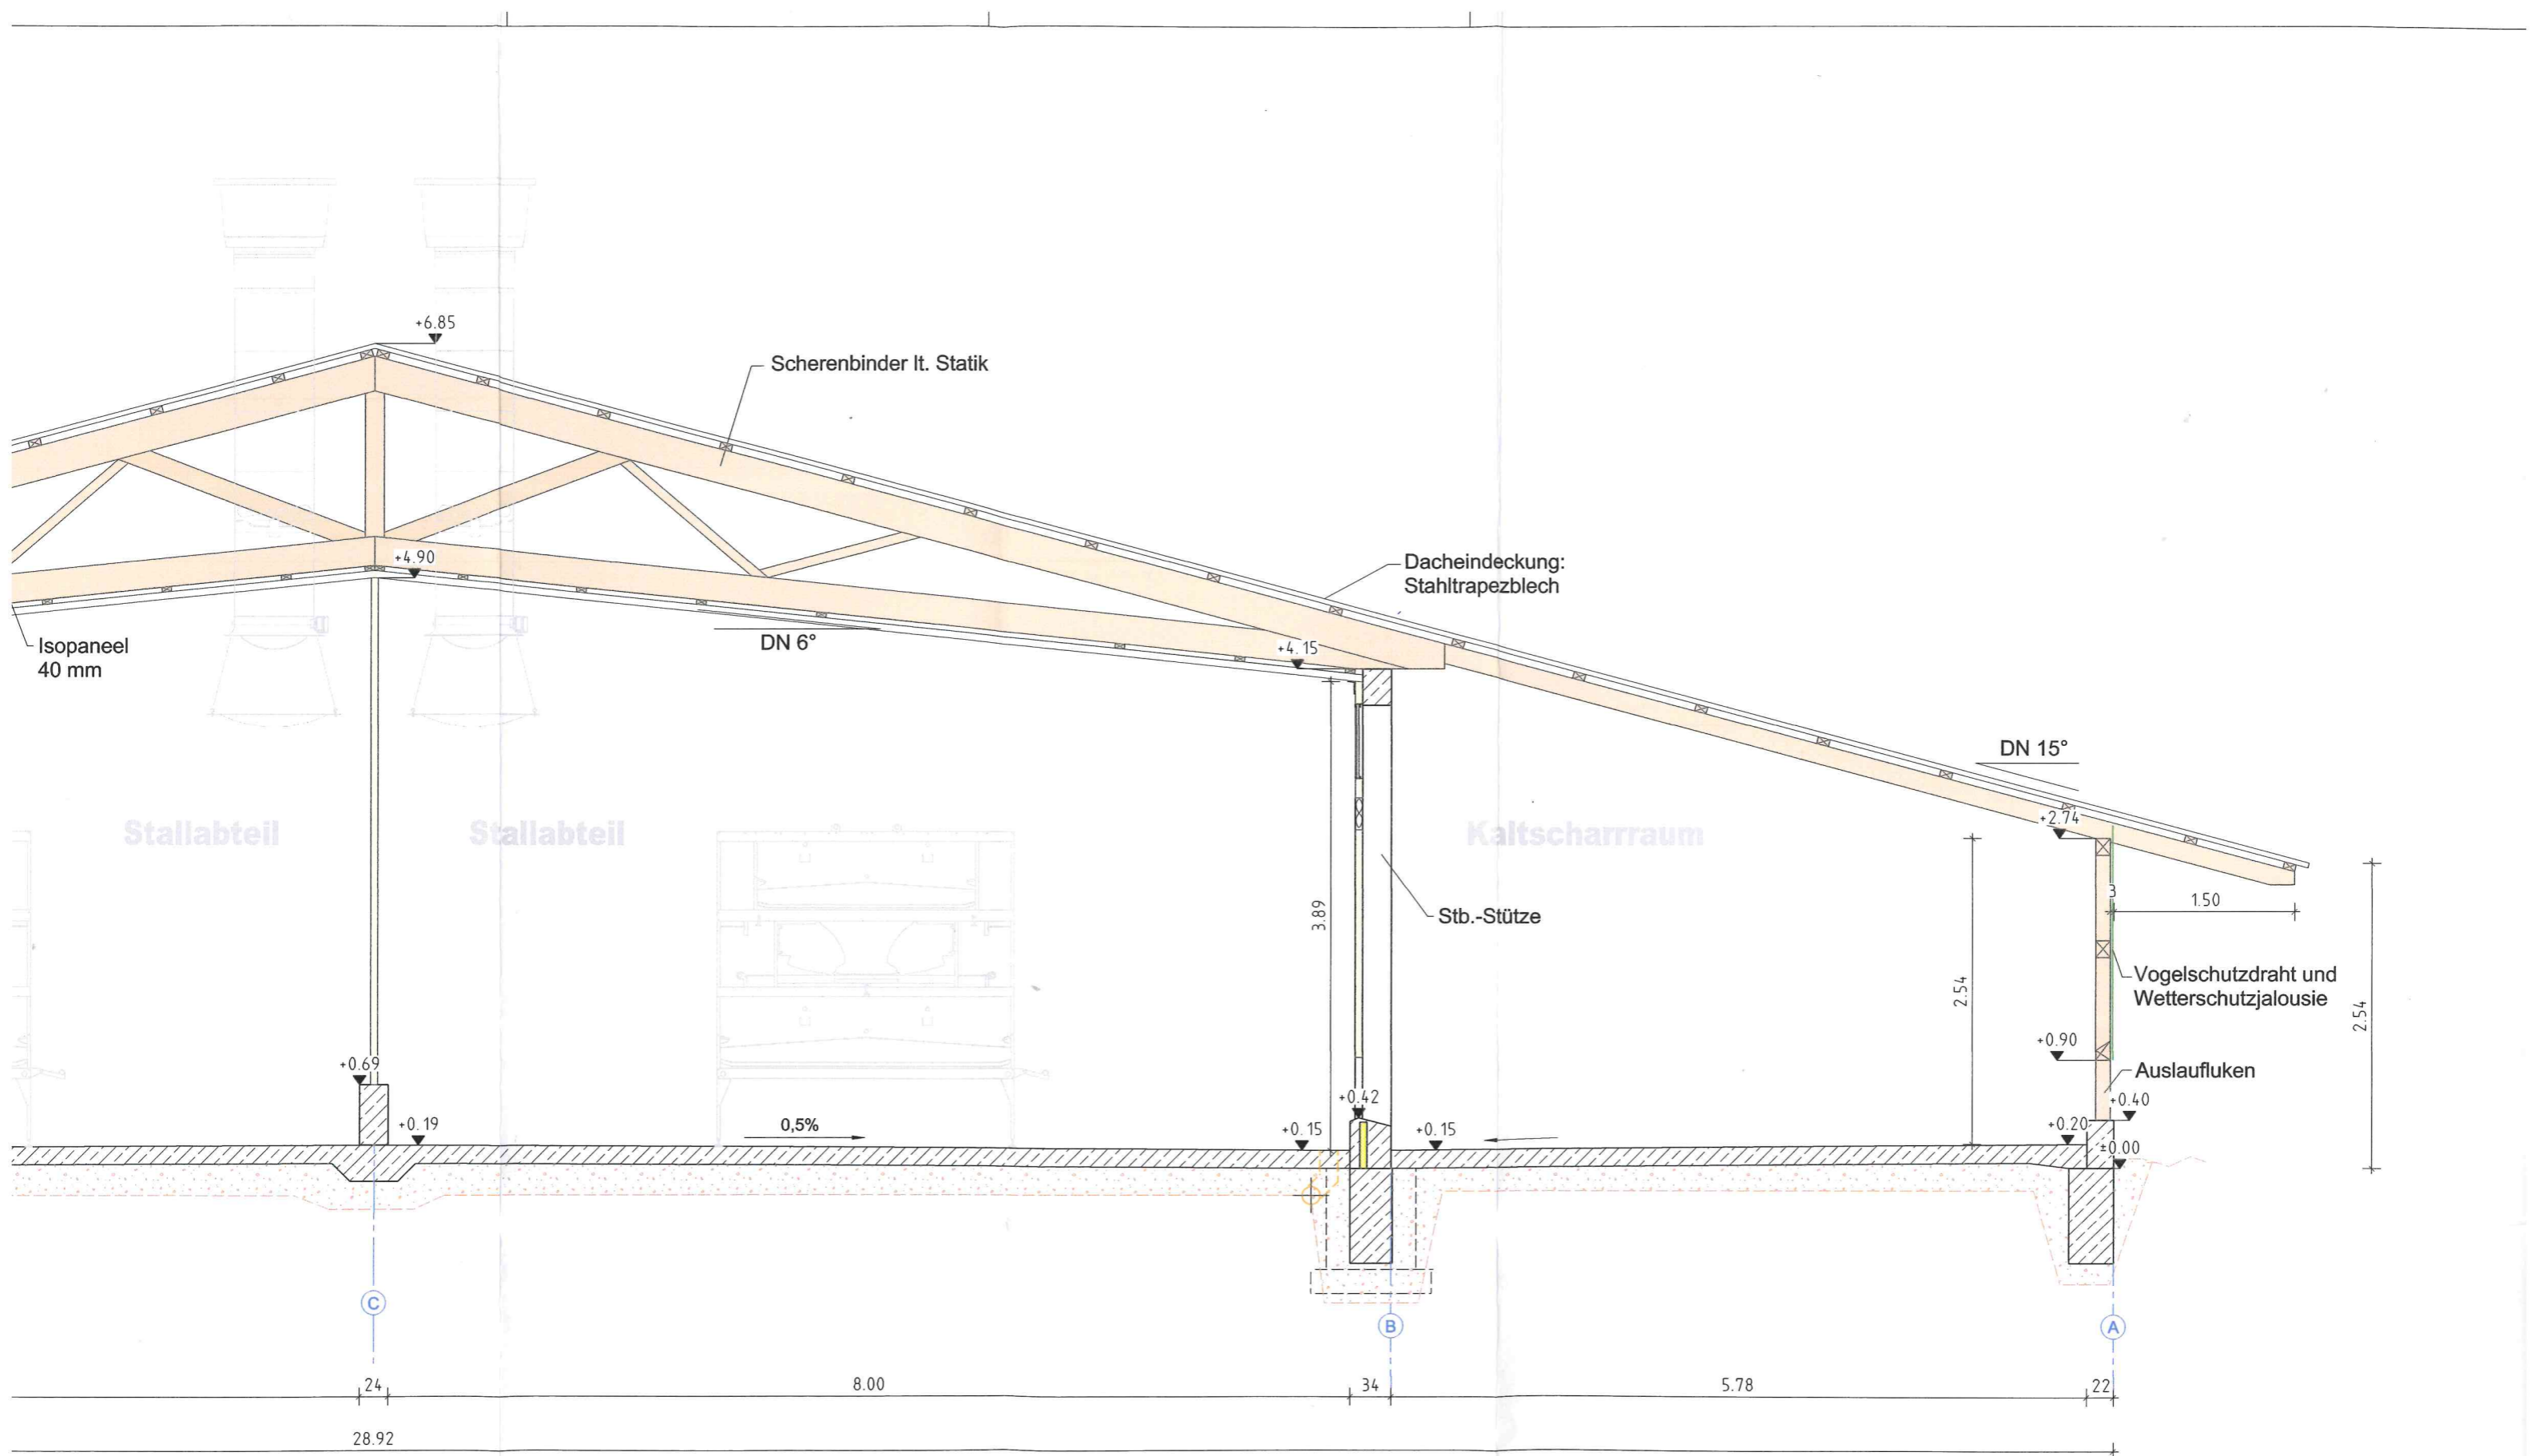 +6.85
Scherenbinder lt. Statik
+4.90
Dacheindeckung:
Stahltrapezblech
Isopaneel
40 mm
DN 6°
+4.15
DN 15°
+2.74
Stallabteil
Stallabteil
Kaltscharrraum
3
1.50
3.89
Stb.-Stütze
2.54
Vogelschutzdraht und
Wetterschutzjalousie
2.54
+0.90
+0.69
Auslaufluken
+0.42
+0.40
+0.19
0,5%
+0.15
+0.15
+0.20
±0.00
C
B
A
24
8.00
34
5.78
22
28.92